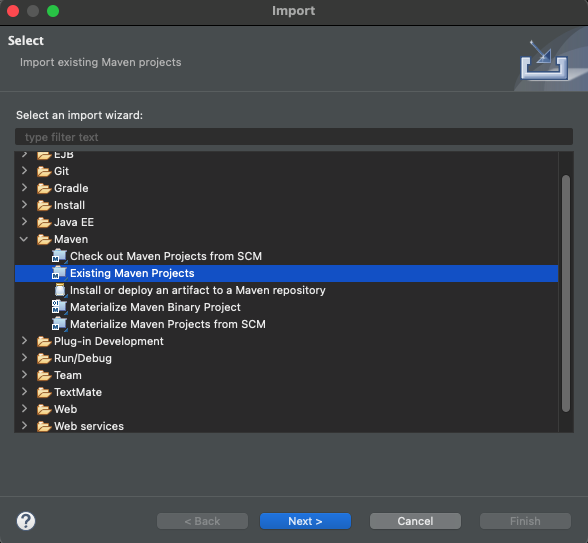 Import
Select
Import existing Maven projects
Select an import wizard:
type filter text
EJB
Git
Gradle
Install
Java EE
Maven
Check out Maven Projects from SCM
Existing Maven Projects
Install or deploy an artifact to a Maven repository
Materialize Maven Binary Project
Materialize Maven Projects from SCM
Plug-in Development
Run/Debug
Team
TextMate
Web
Web services
?
< Back
Next >
Cancel
Finish